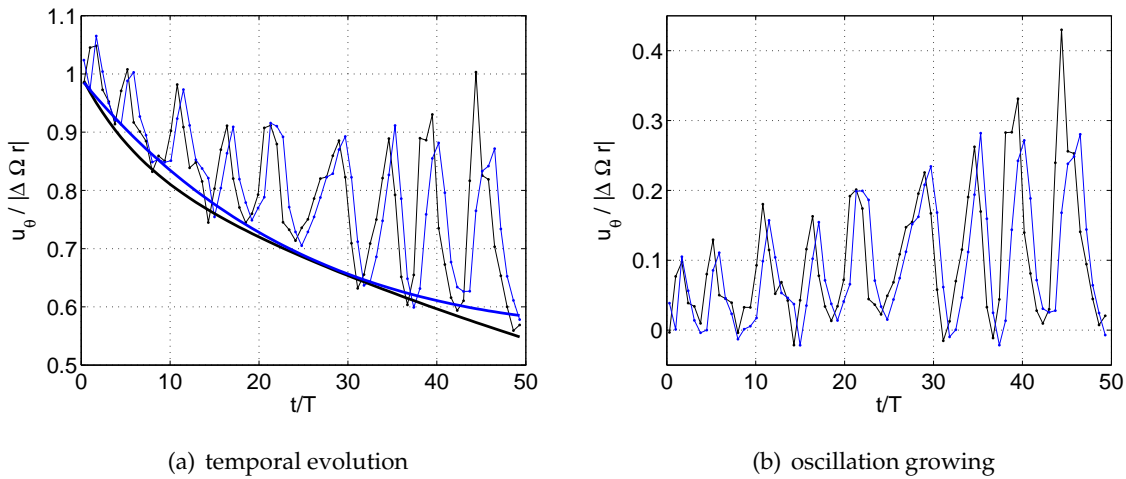 1.1
1
0.9
0.8
0.7
0.6
0.5
u_θ / |Δ Ω r|
0 10 20 30 40 50
t/T
(a) temporal evolution
0.4
0.3
0.2
0.1
0
u_θ / |Δ Ω r|
0 10 20 30 40 50
t/T
(b) oscillation growing